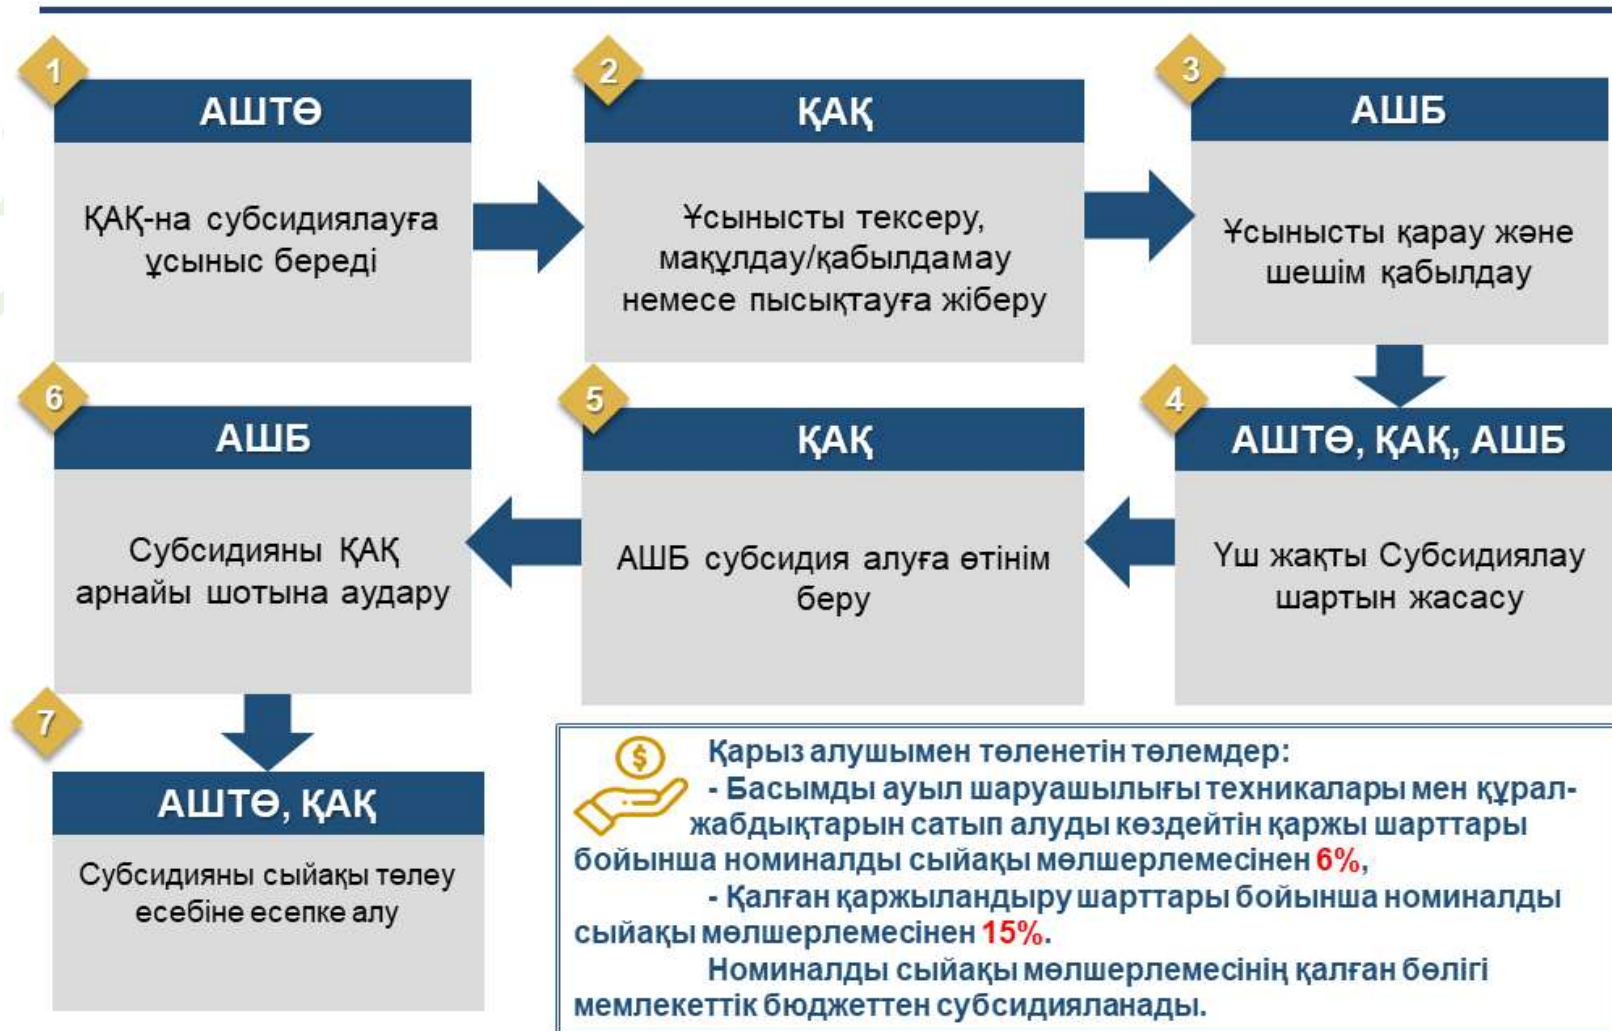 1
АШТӨ
ҚАҚ-на субсидиялауға
ұсыныс береді
2
ҚАҚ
Ұсынысты тексеру,
мақұлдау/қабылдамау
немесе пысықтауға жіберу
3
АШБ
Ұсынысты қарау және
шешім қабылдау
4
АШТӨ, ҚАҚ, АШБ
Үш жақты Субсидиялау
шартын жасасу
5
ҚАҚ
АШБ субсидия алуға өтінім
беру
6
АШБ
Субсидияны ҚАҚ
арнайы шотына аудару
7
АШТӨ, ҚАҚ
Субсидияны сыйақы төлеу
есебіне есепке алу
$
Қарыз алушымен төленетін төлемдер:
- Басымды ауыл шаруашылығы техникалары мен құрал-
жабдықтарын сатып алуды көздейтін қаржы шарттары
бойынша номиналды сыйақы мөлшерлемесінен 6%,
- Қалған қаржыландыру шарттары бойынша номиналды
сыйақы мөлшерлемесінен 15%.
Номиналды сыйақы мөлшерлемесінің қалған бөлігі
мемлекеттік бюджеттен субсидияланады.